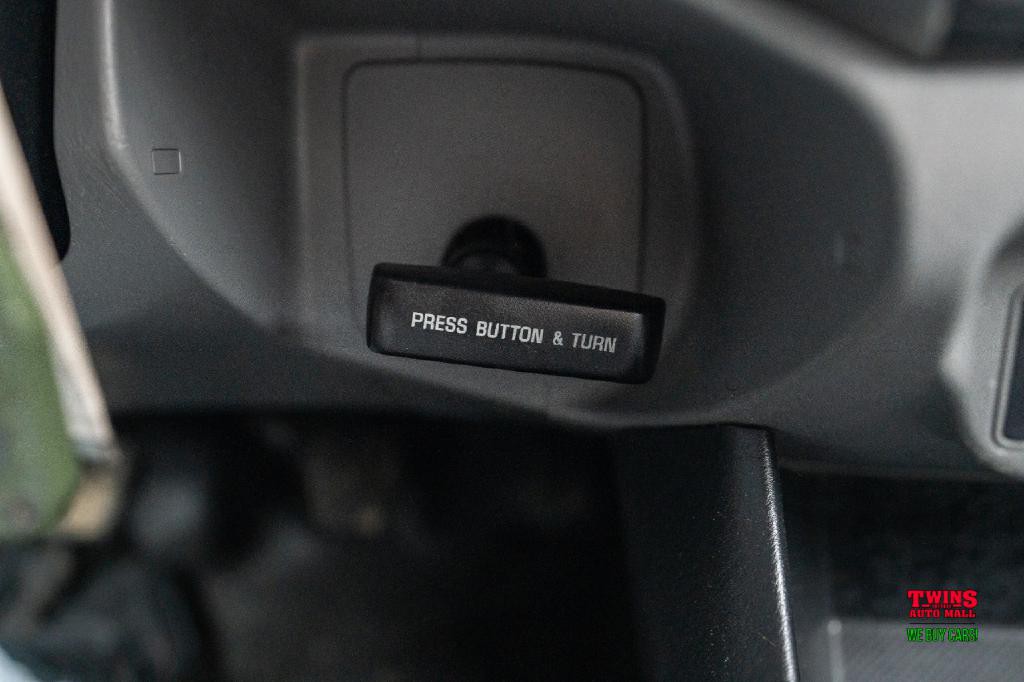 PRESS BUTTON & TURN
TWINS
AUTO MALL
WE BUY CARS!